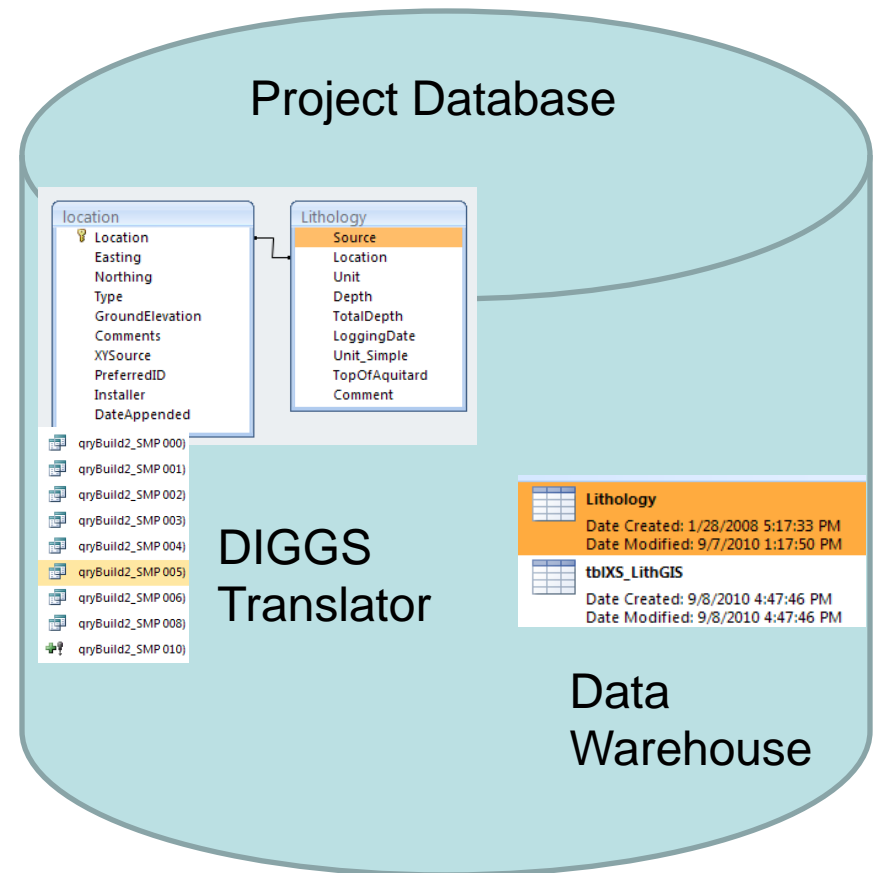 Project Database
location
Location
Easting
Northing
Type
GroundElevation
Comments
XYSource
PreferredID
Installer
DateAppended
Lithology
Source
Location
Unit
Depth
TotalDepth
LoggingDate
Unit_Simple
TopOfAquitard
Comment
qryBuild2_SMP 000)
qryBuild2_SMP 001)
qryBuild2_SMP 002)
qryBuild2_SMP 003)
qryBuild2_SMP 004)
qryBuild2_SMP 005)
qryBuild2_SMP 006)
qryBuild2_SMP 008)
qryBuild2_SMP 010)
DIGGS
Translator
Lithology
Date Created: 1/28/2008 5:17:33 PM
Date Modified: 9/7/2010 1:17:50 PM
tblXS_LithGIS
Date Created: 9/8/2010 4:47:46 PM
Date Modified: 9/8/2010 4:47:46 PM
Data
Warehouse